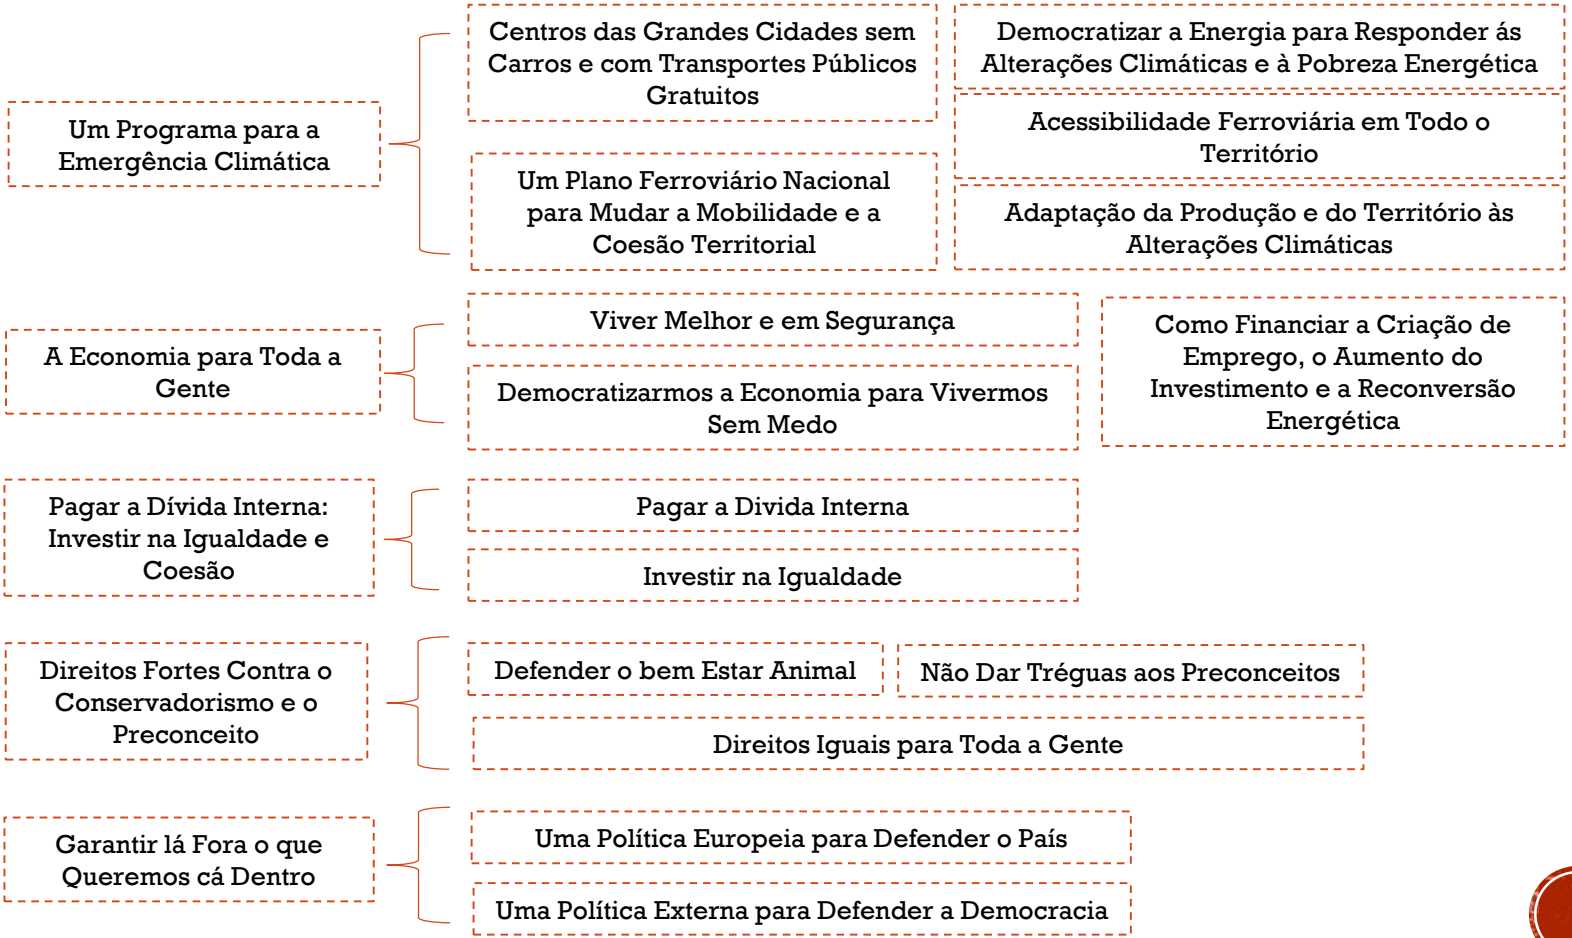 Um Programa para a
Emergência Climática
Centros das Grandes Cidades sem
Carros e com Transportes Públicos
Gratuitos
Um Plano Ferroviário Nacional
para Mudar a Mobilidade e a
Coesão Territorial
Democratizar a Energia para Responder ás
Alterações Climáticas e à Pobreza Energética
Acessibilidade Ferroviária em Todo o
Território
Adaptação da Produção e do Território às
Alterações Climáticas
A Economia para Toda a
Gente
Viver Melhor e em Segurança
Democratizarmos a Economia para Vivermos
Sem Medo
Como Financiar a Criação de
Emprego, o Aumento do
Investimento e a Reconversão
Energética
Pagar a Dívida Interna:
Investir na Igualdade e
Coesão
Pagar a Divida Interna
Investir na Igualdade
Direitos Fortes Contra o
Conservadorismo e o
Preconceito
Defender o bem Estar Animal
Não Dar Tréguas aos Preconceitos
Direitos Iguais para Toda a Gente
Garantir lá Fora o que
Queremos cá Dentro
Uma Política Europeia para Defender o País
Uma Política Externa para Defender a Democracia